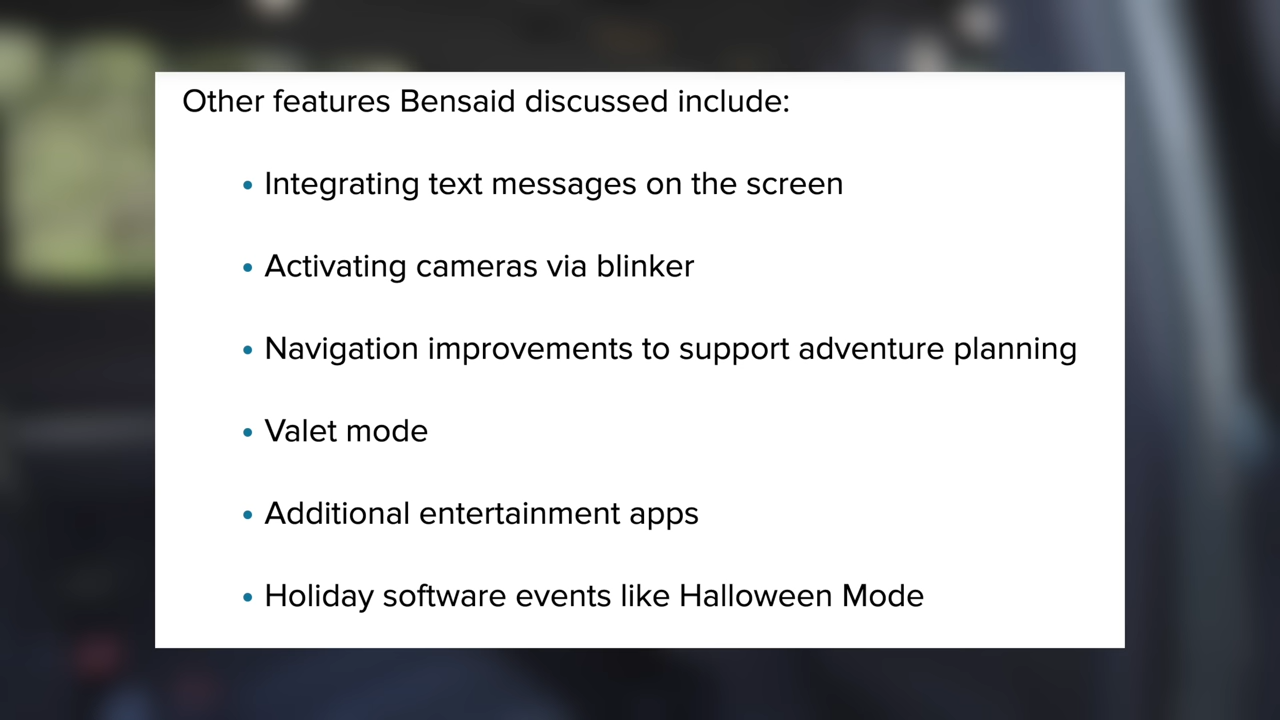 Other features Bensaid discussed include:
• Integrating text messages on the screen
• Activating cameras via blinker
• Navigation improvements to support adventure planning
• Valet mode
• Additional entertainment apps
• Holiday software events like Halloween Mode